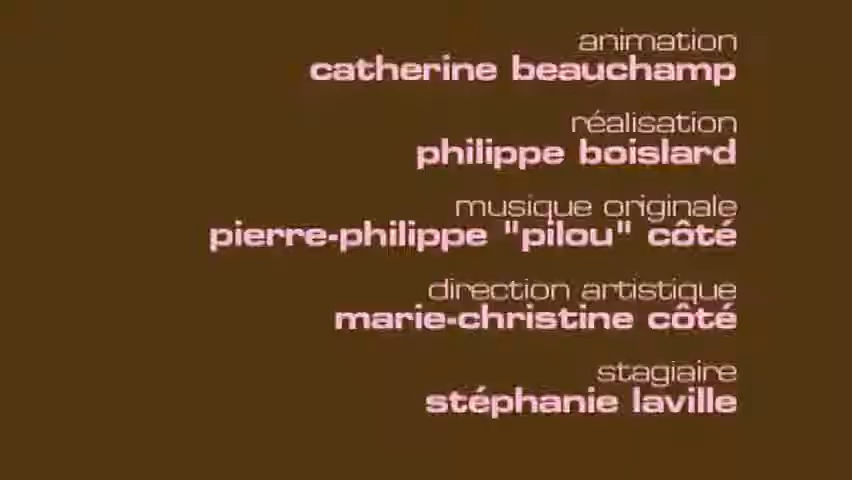 animation
catherine beauchamp
réalisation
philippe boislard
musique originale
pierre-philippe "pilou" côté
direction artistique
marie-christine côté
stagiaire
stéphanie laville